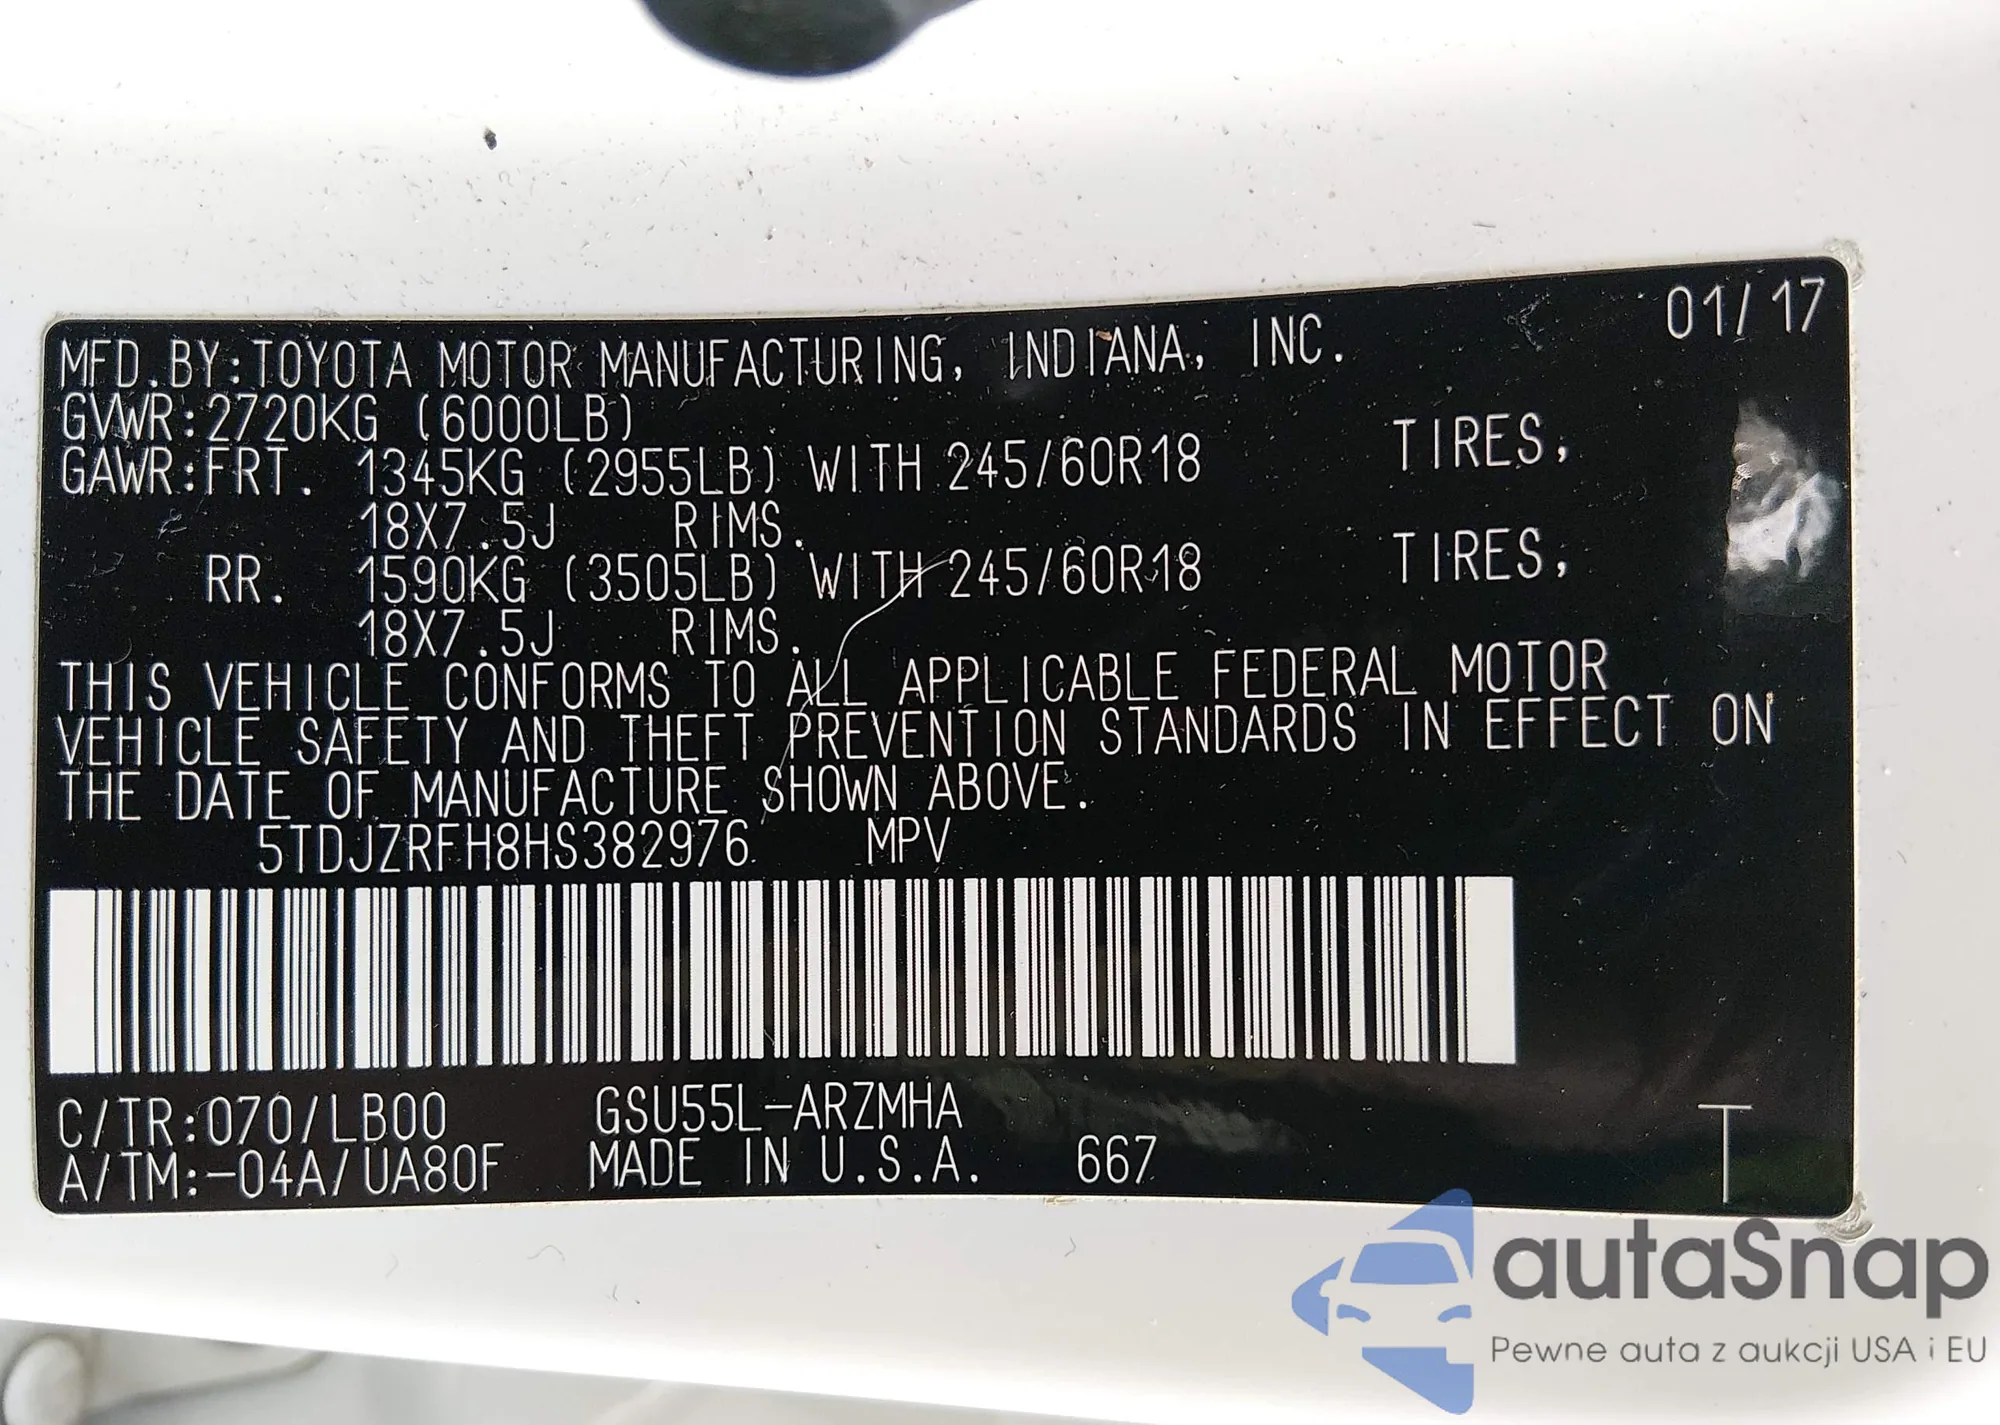 01/17
MFD.BY:TOYOTA MOTOR MANUFACTURING, INDIANA, INC.
GVWR:2720KG (6000LB)
GAWR:FRT. 1345KG (2955LB) WITH 245/60R18 TIRES,
18X7.5J RIMS.
RR. 1590KG (3505LB) WITH 245/60R18 TIRES,
18X7.5J RIMS.
THIS VEHICLE CONFORMS TO ALL APPLICABLE FEDERAL MOTOR
VEHICLE SAFETY AND THEFT PREVENTION STANDARDS IN EFFECT ON
THE DATE OF MANUFACTURE SHOWN ABOVE.
5TDJZRFH8HS382976 MPV
C/TR:070/LB00 GSU55L-ARZMHA
A/TM:-04A/UA80F MADE IN U.S.A. 667
T
autaSnap
Pewne auta z aukcji USA i EU